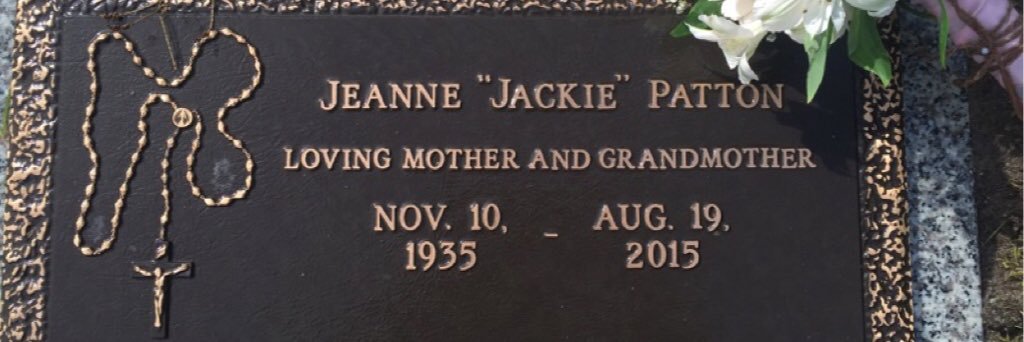 JEANNE "JACKIE" PATTON
LOVING MOTHER AND GRANDMOTHER
NOV. 10, 1935 – AUG. 19, 2015